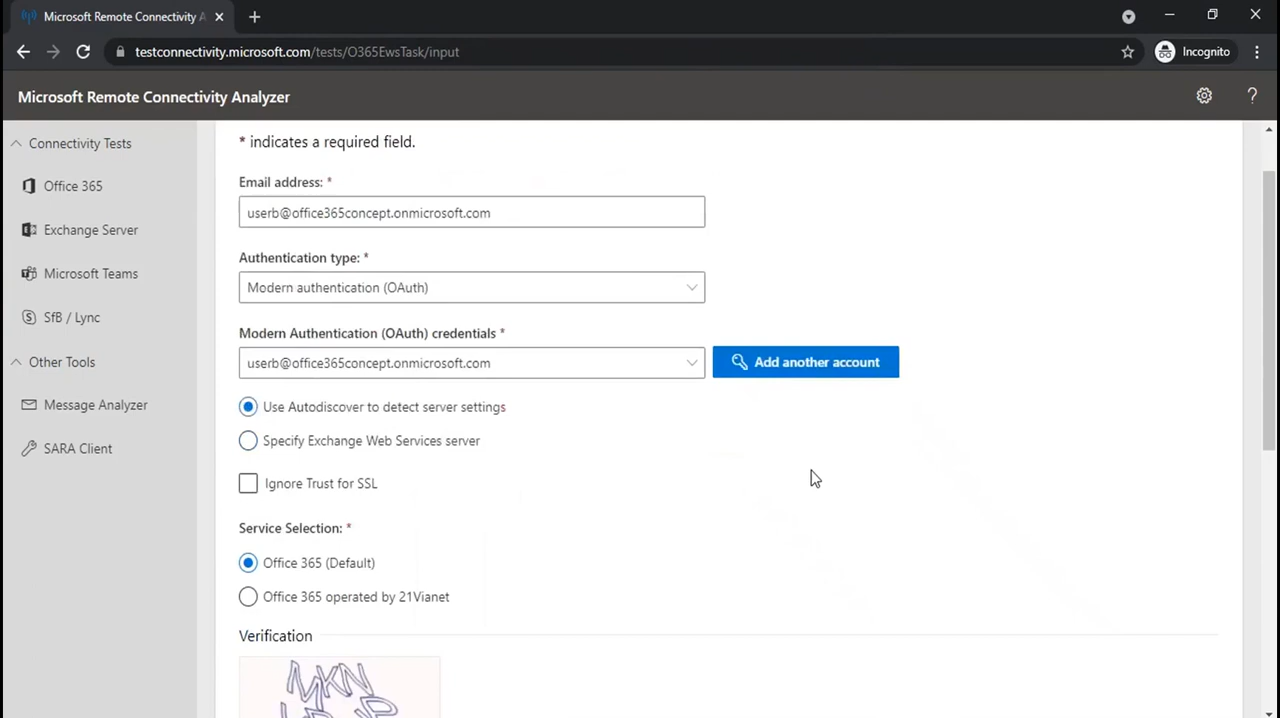 Microsoft Remote Connectivity A
testconnectivity.microsoft.com/tests/O365EwsTask/input
Incognito
Microsoft Remote Connectivity Analyzer
?
Connectivity Tests
Office 365
Exchange Server
Microsoft Teams
SfB / Lync
Other Tools
Message Analyzer
SARA Client
* indicates a required field.
Email address: *
userb@office365concept.onmicrosoft.com
Authentication type: *
Modern authentication (OAuth)
Modern Authentication (OAuth) credentials *
userb@office365concept.onmicrosoft.com
Add another account
Use Autodiscover to detect server settings
Specify Exchange Web Services server
Ignore Trust for SSL
Service Selection: *
Office 365 (Default)
Office 365 operated by 21Vianet
Verification